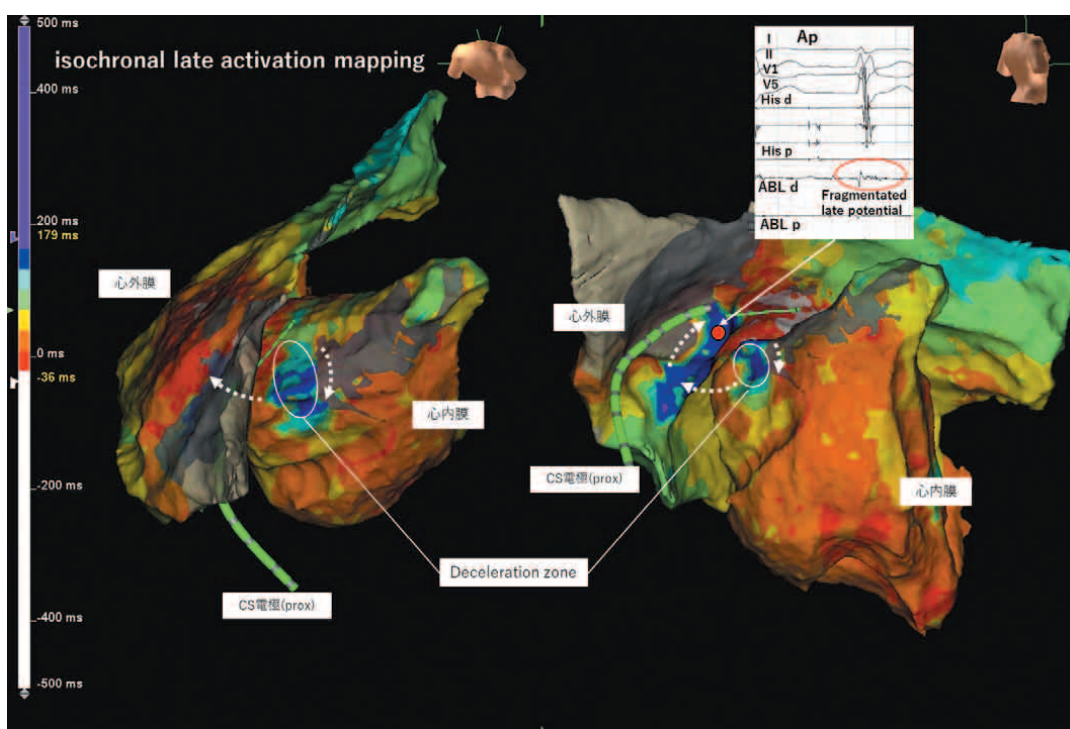 500 ms
isochronal late activation mapping
400 ms
200 ms
179 ms
0 ms
-36 ms
-200 ms
-400 ms
-500 ms
心外膜
心内膜
CS電極(prox)
Deceleration zone
Ap
I
II
V1
V5
His d
His p
ABL d
Fragmentated
late potential
ABL p
心外膜
CS電極(prox)
心内膜